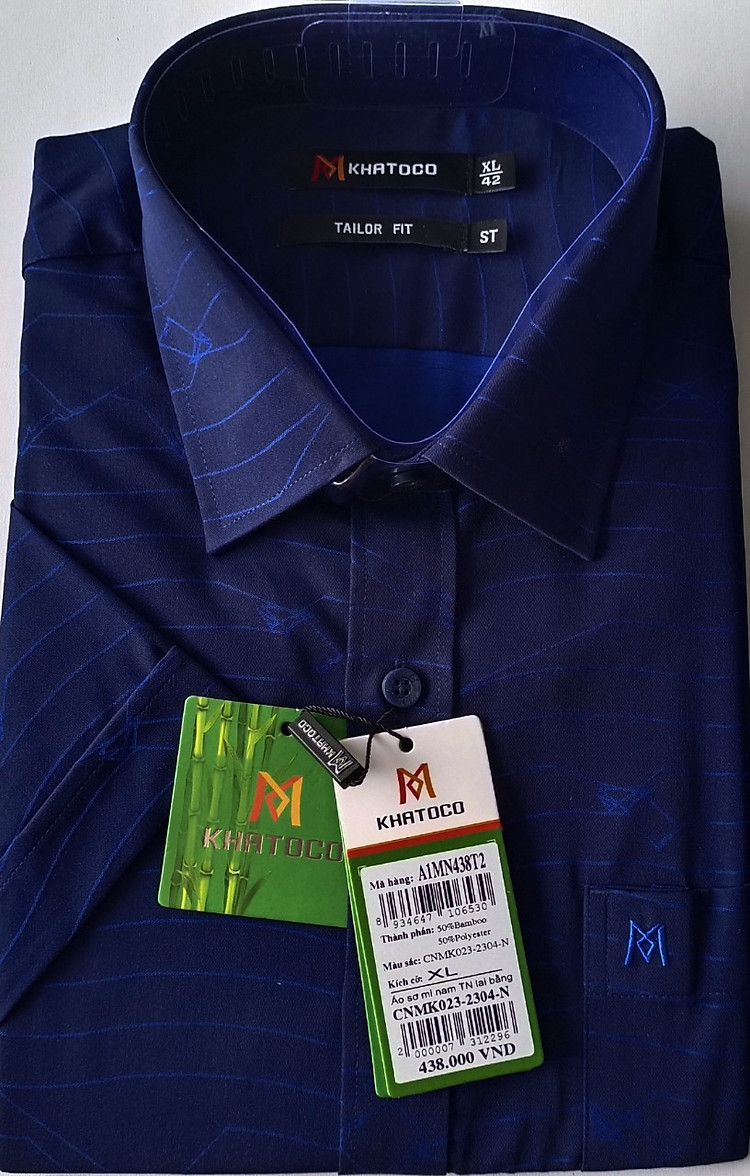 KHATOCO
XL
42
TAILOR FIT
ST
KHATOCO
KHATOCO
KHATOCO
Mã hàng: A1MN438T2
8 934647 106530
Thành phần: 50%Bamboo
50%Polyester
Màu sắc: CNMK023-2304-N
Kích cỡ: XL
Áo sơ mi nam TN lai bằng
CNMK023-2304-N
2 000007 312296
438.000 VND